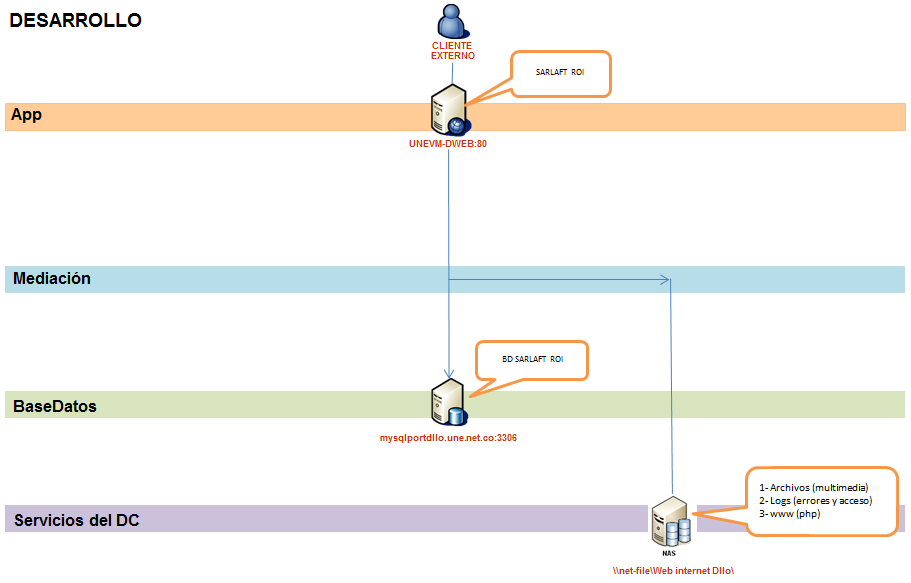 DESARROLLO
CLIENTE
EXTERNO
SARLAFT ROI
App
UNEVM-DWEB:80
Mediación
BD SARLAFT ROI
BaseDatos
mysqlportdllo.une.net.co:3306
1- Archivos (multimedia)
2- Logs (errores y acceso)
3- www (php)
Servicios del DC
NAS
\\net-file\Web internet Dllo\